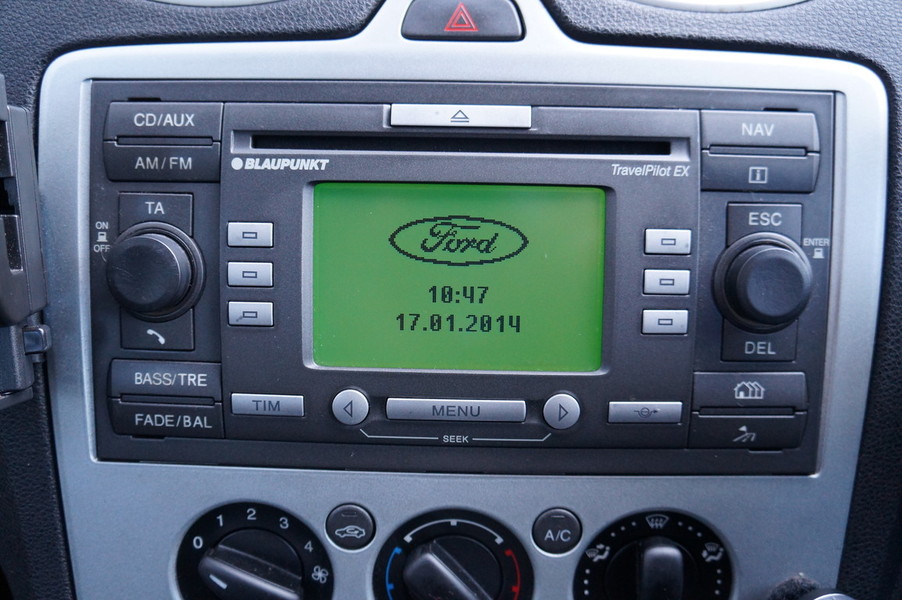 CD/AUX
AM/FM
BLAUPUNKT
TravelPilot EX
NAV
i
TA
ON
OFF
ESC
ENTER
Ford
10:47
17.01.2014
DEL
BASS/TRE
FADE/BAL
TIM
MENU
SEEK
0 1 2 3 4
A/C